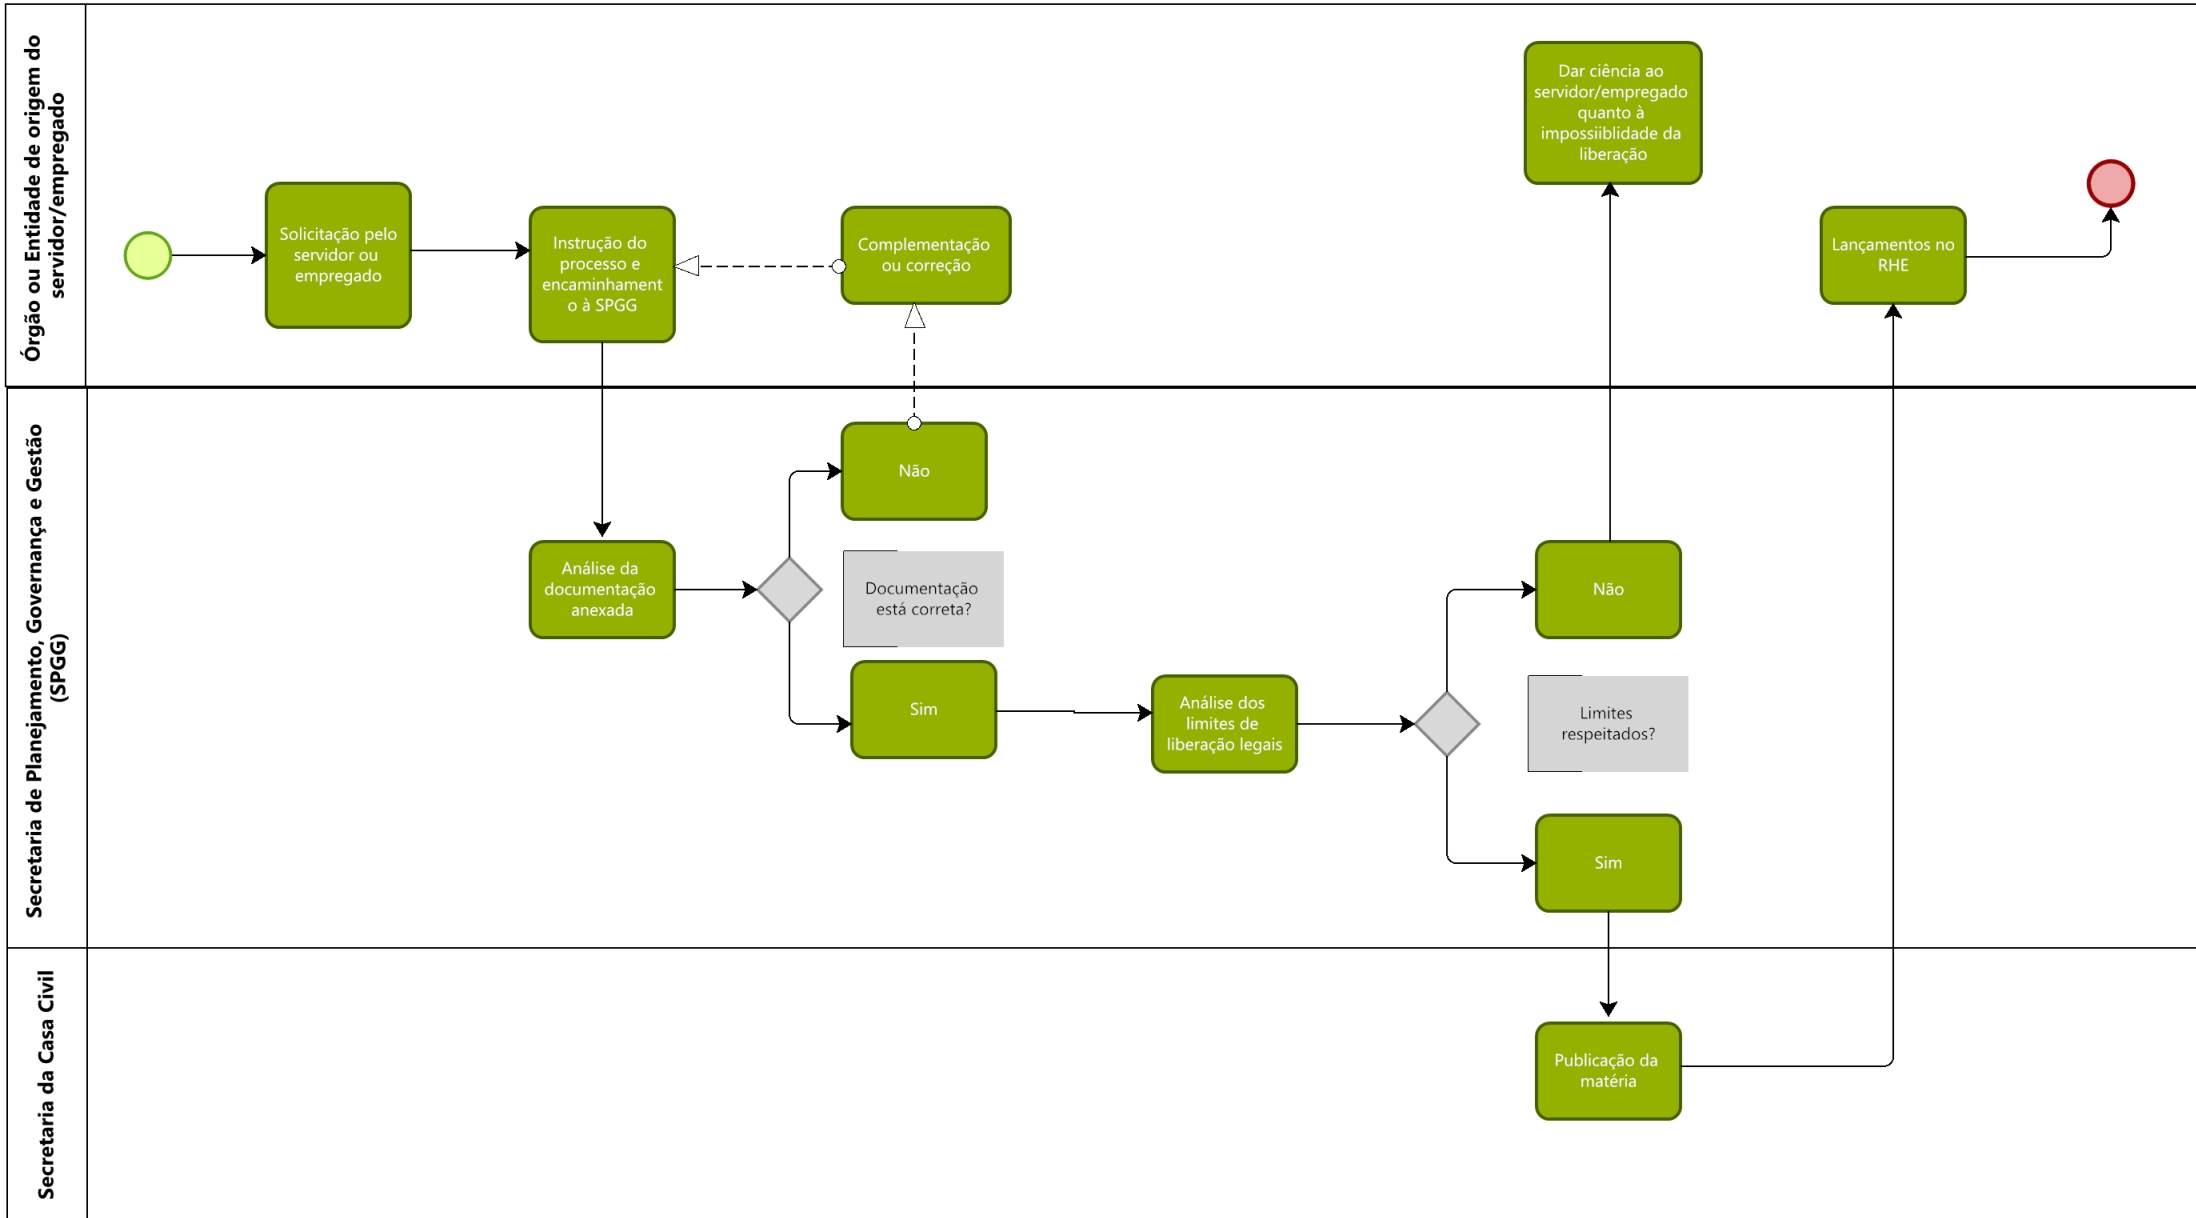 Órgão ou Entidade de origem do
servidor/empregado
Solicitação pelo
servidor ou
empregado
Instrução do
processo e
encaminhament
o à SPGG
Complementação
ou correção
Dar ciência ao
servidor/empregado
quanto à
impossiiblidade da
liberação
Lançamentos no
RHE
Secretaria de Planejamento, Governança e Gestão
(SPGG)
Análise da
documentação
anexada
Não
Documentação
está correta?
Sim
Análise dos
limites de
liberação legais
Não
Limites
respeitados?
Sim
Secretaria da Casa Civil
Publicação da
matéria